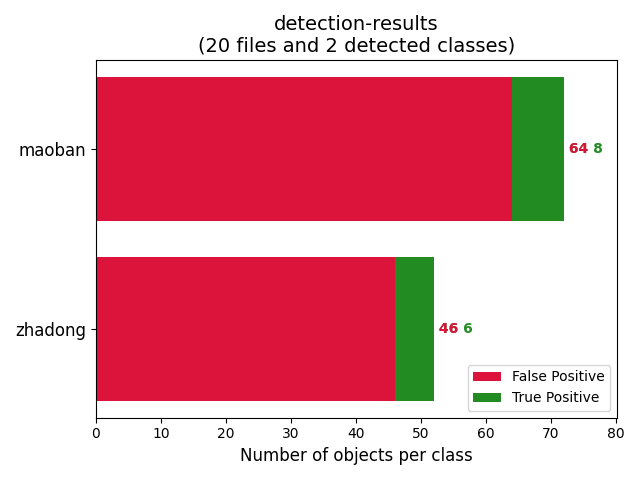 detection-results
(20 files and 2 detected classes)
maoban
64 8
zhadong
46 6
False Positive
True Positive
0 10 20 30 40 50 60 70 80
Number of objects per class